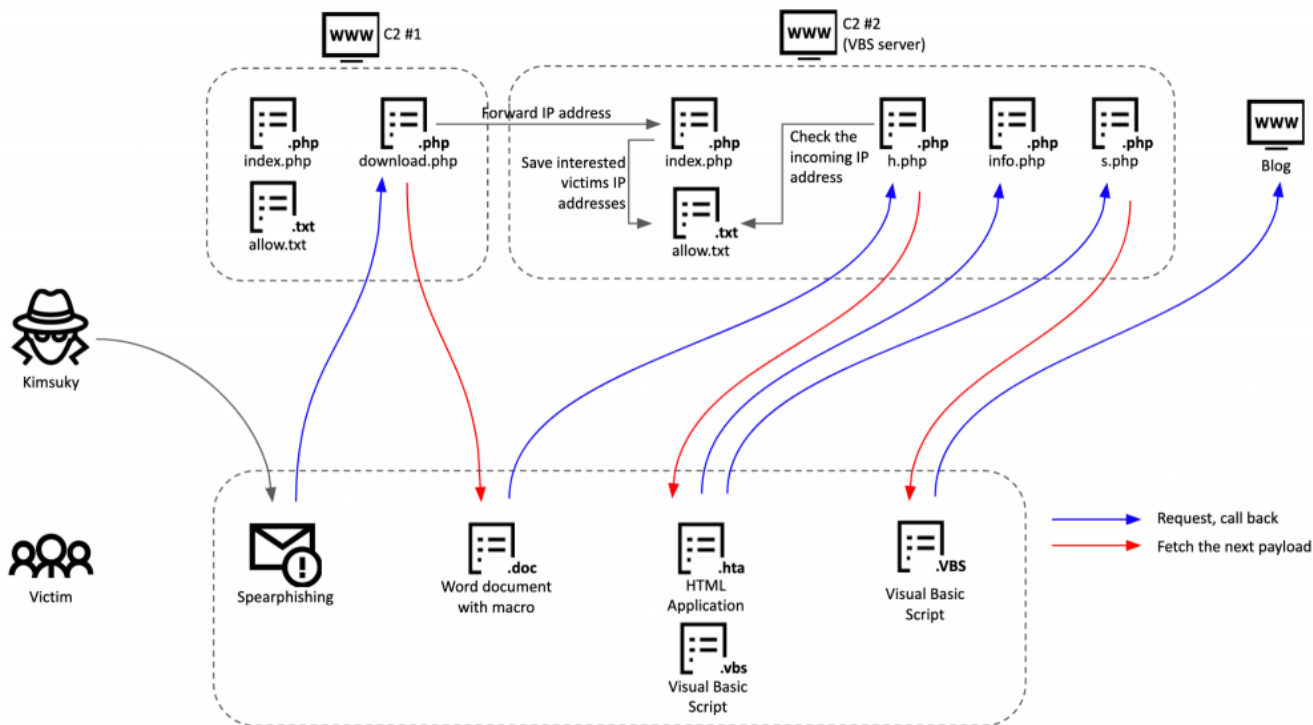 WWW
C2 #1
WWW
C2 #2
(VBS server)
.php
index.php
.php
download.php
Forward IP address
.php
index.php
Check the
incoming IP
address
.php
h.php
.php
info.php
.php
s.php
WWW
Blog
Save interested
victims IP
addresses
.txt
allow.txt
.txt
allow.txt
Kimsuky
Victim
Spearphishing
.doc
Word document
with macro
.hta
HTML
Application
.vbs
Visual Basic
Script
.VBS
Visual Basic
Script
Request, call back
Fetch the next payload